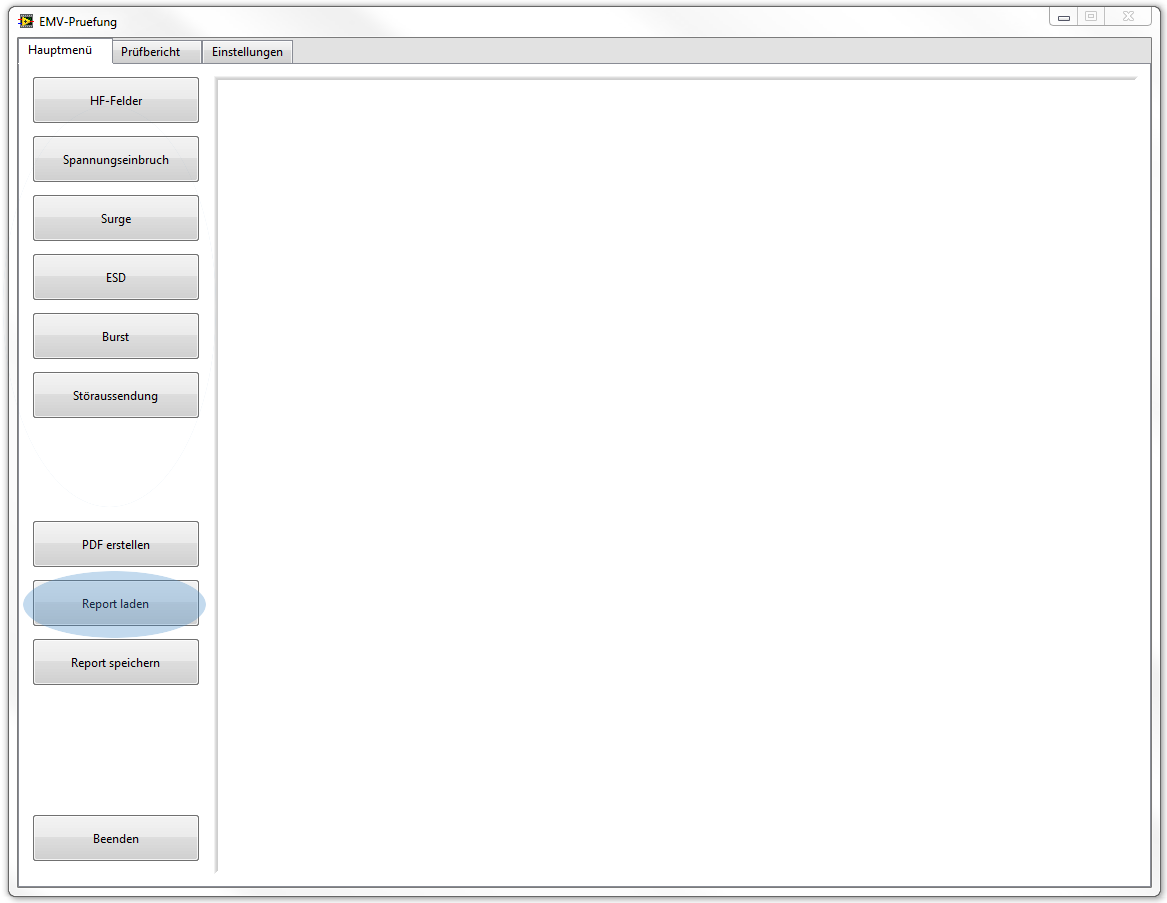 EMV-Pruefung
Hauptmenü
Prüfbericht
Einstellungen
HF-Felder
Spannungseinbruch
Surge
ESD
Burst
Störaussendung
PDF erstellen
Report laden
Report speichern
Beenden